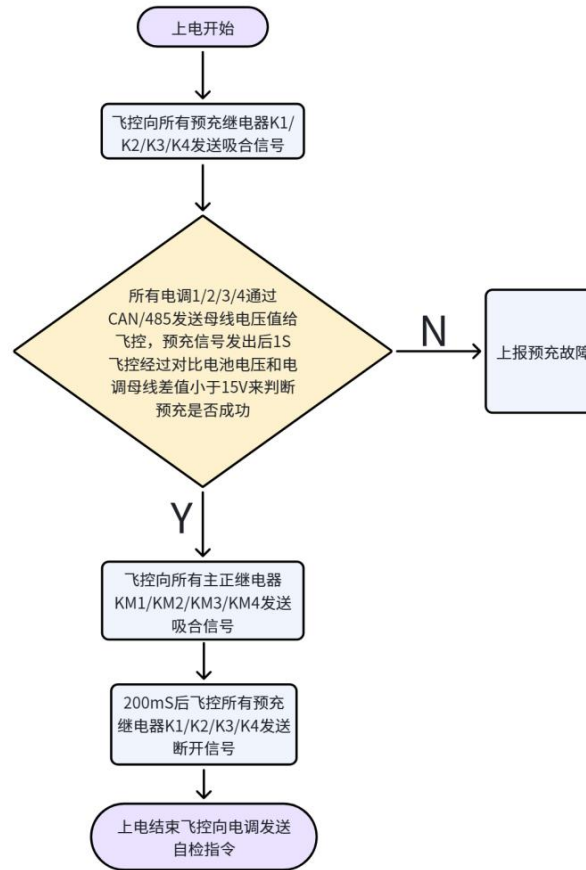 上电开始
飞控向所有预充继电器K1/
K2/K3/K4发送吸合信号
所有电调1/2/3/4通过
CAN/485发送母线电压值给
飞控，预充信号发出后1S
飞控经过对比电池电压和电
调母线差值小于15V来判断
预充是否成功
N
上报预充故障
Y
飞控向所有主正继电器
KM1/KM2/KM3/KM4发送
吸合信号
200mS后飞控所有预充
继电器K1/K2/K3/K4发送
断开信号
上电结束飞控向电调发送
自检指令